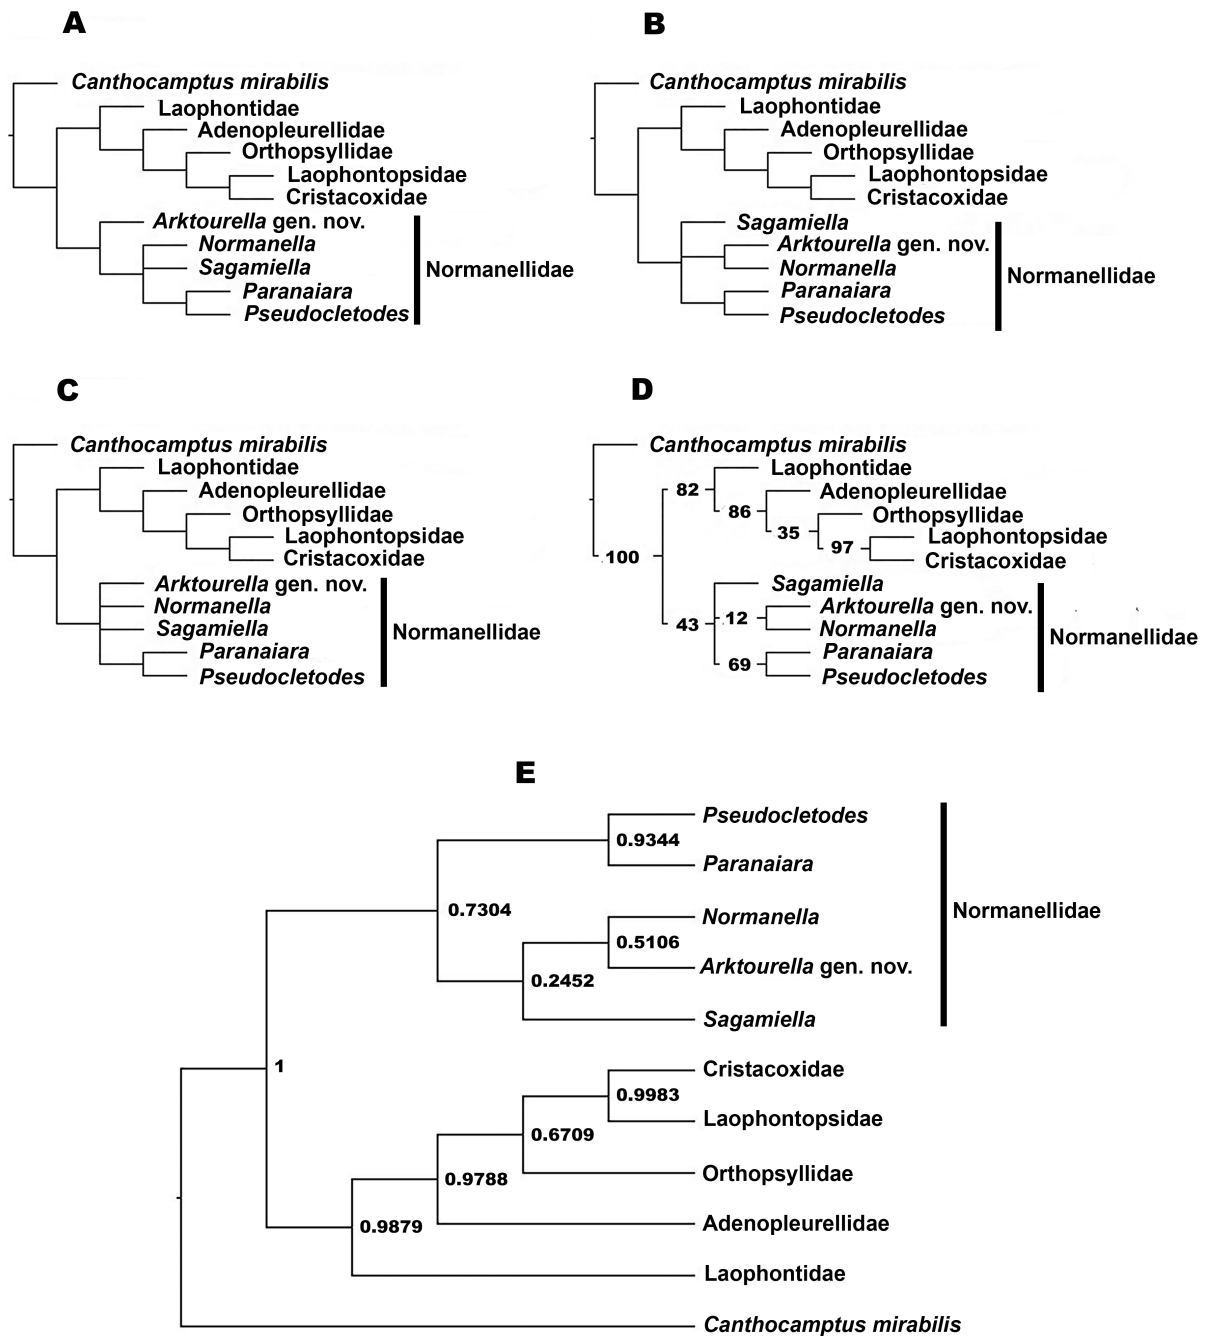 A
Canthocamptus mirabilis
Laophontidae
Adenopleurellidae
Orthopsyllidae
Laophontopsidae
Cristacoxidae
Arktourella gen. nov.
Normanella
Sagamiella
Paranaiara
Pseudocletodes
Normanellidae
B
Canthocamptus mirabilis
Laophontidae
Adenopleurellidae
Orthopsyllidae
Laophontopsidae
Cristacoxidae
Sagamiella
Arktourella gen. nov.
Normanella
Paranaiara
Pseudocletodes
Normanellidae
C
Canthocamptus mirabilis
Laophontidae
Adenopleurellidae
Orthopsyllidae
Laophontopsidae
Cristacoxidae
Arktourella gen. nov.
Normanella
Sagamiella
Paranaiara
Pseudocletodes
Normanellidae
D
Canthocamptus mirabilis
Laophontidae
82
Adenopleurellidae
86
Orthopsyllidae
35
Laophontopsidae
97
Cristacoxidae
100
Sagamiella
Arktourella gen. nov.
12
43
Normanella
Paranaiara
69
Pseudocletodes
Normanellidae
E
Pseudocletodes
0.9344
Paranaiara
0.7304
Normanella
0.5106
Arktourella gen. nov.
0.2452
Sagamiella
Normanellidae
1
Cristacoxidae
0.9983
Laophontopsidae
0.6709
Orthopsyllidae
0.9788
Adenopleurellidae
0.9879
Laophontidae
Canthocamptus mirabilis